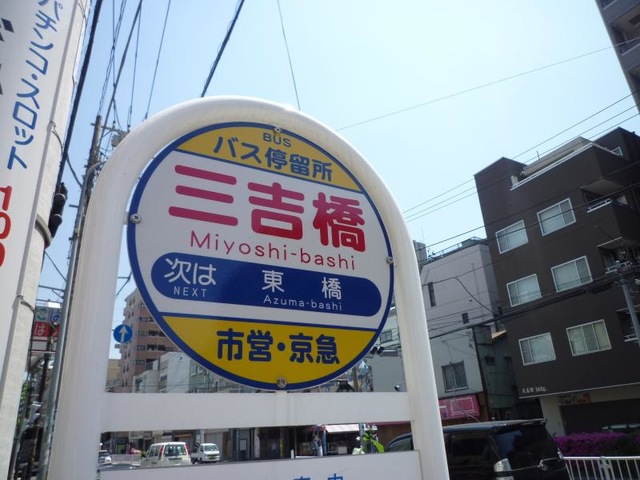 BUS
バス停留所
三吉橋
Miyoshi-bashi
次は 東橋
NEXT Azuma-bashi
市営・京急
パチンコ・スロット